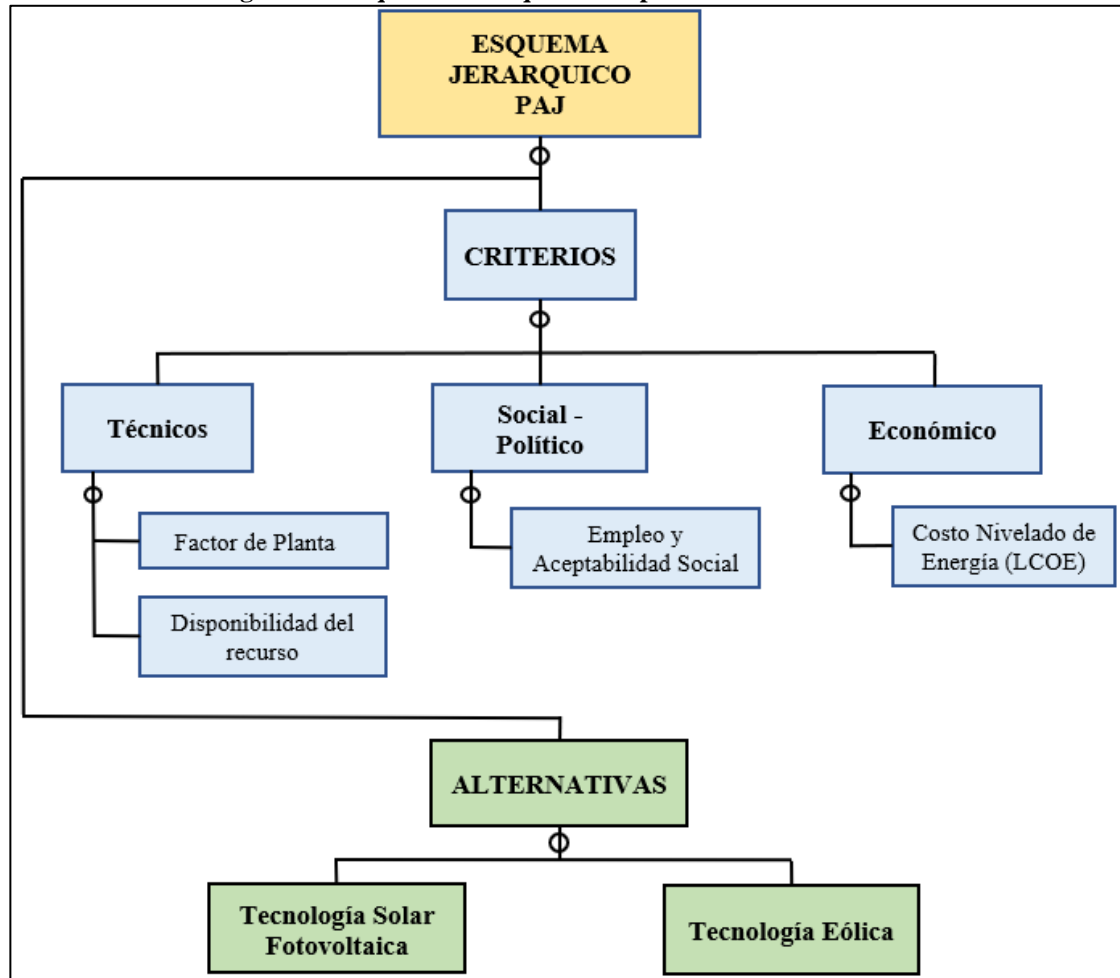 ESQUEMA
JERARQUICO
PAJ
CRITERIOS
Técnicos
Social -
Político
Económico
Factor de Planta
Disponibilidad del
recurso
Empleo y
Aceptabilidad Social
Costo Nivelado de
Energía (LCOE)
ALTERNATIVAS
Tecnología Solar
Fotovoltaica
Tecnología Eólica